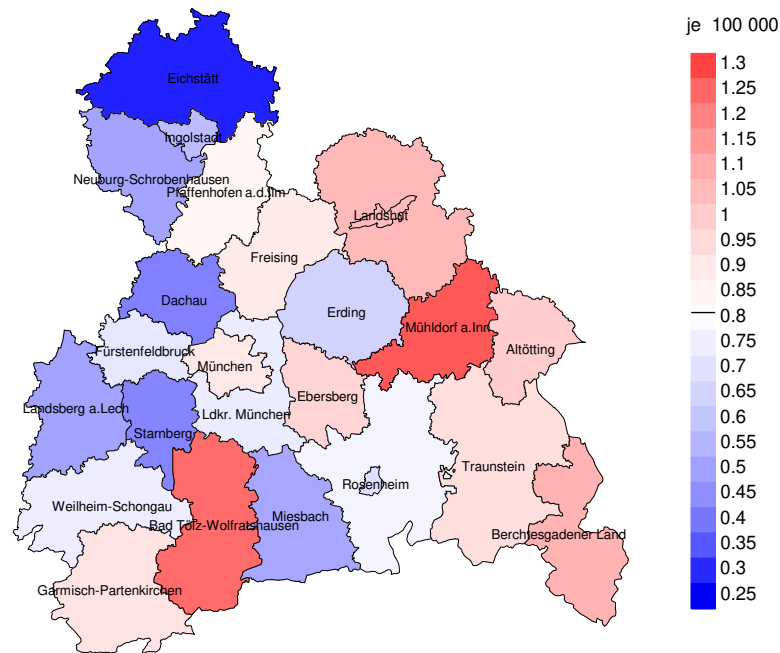 je 100 000
1.3
1.25
1.2
1.15
1.1
1.05
1
0.95
0.9
0.85
0.8
0.75
0.7
0.65
0.6
0.55
0.5
0.45
0.4
0.35
0.3
0.25
Eichstätt
Ingolstadt
Neuburg-Schrobenhausen
Pfaffenhofen a.d.Ilm
Landshut
Freising
Dachau
Erding
Mühldorf a.Inn
Altötting
Fürstenfeldbruck
München
Ebersberg
Landsberg a.Lech
Ldkr. München
Starnberg
Traunstein
Rosenheim
Weilheim-Schongau
Miesbach
Bad Tölz-Wolfratshausen
Berchtesgadener Land
Garmisch-Partenkirchen